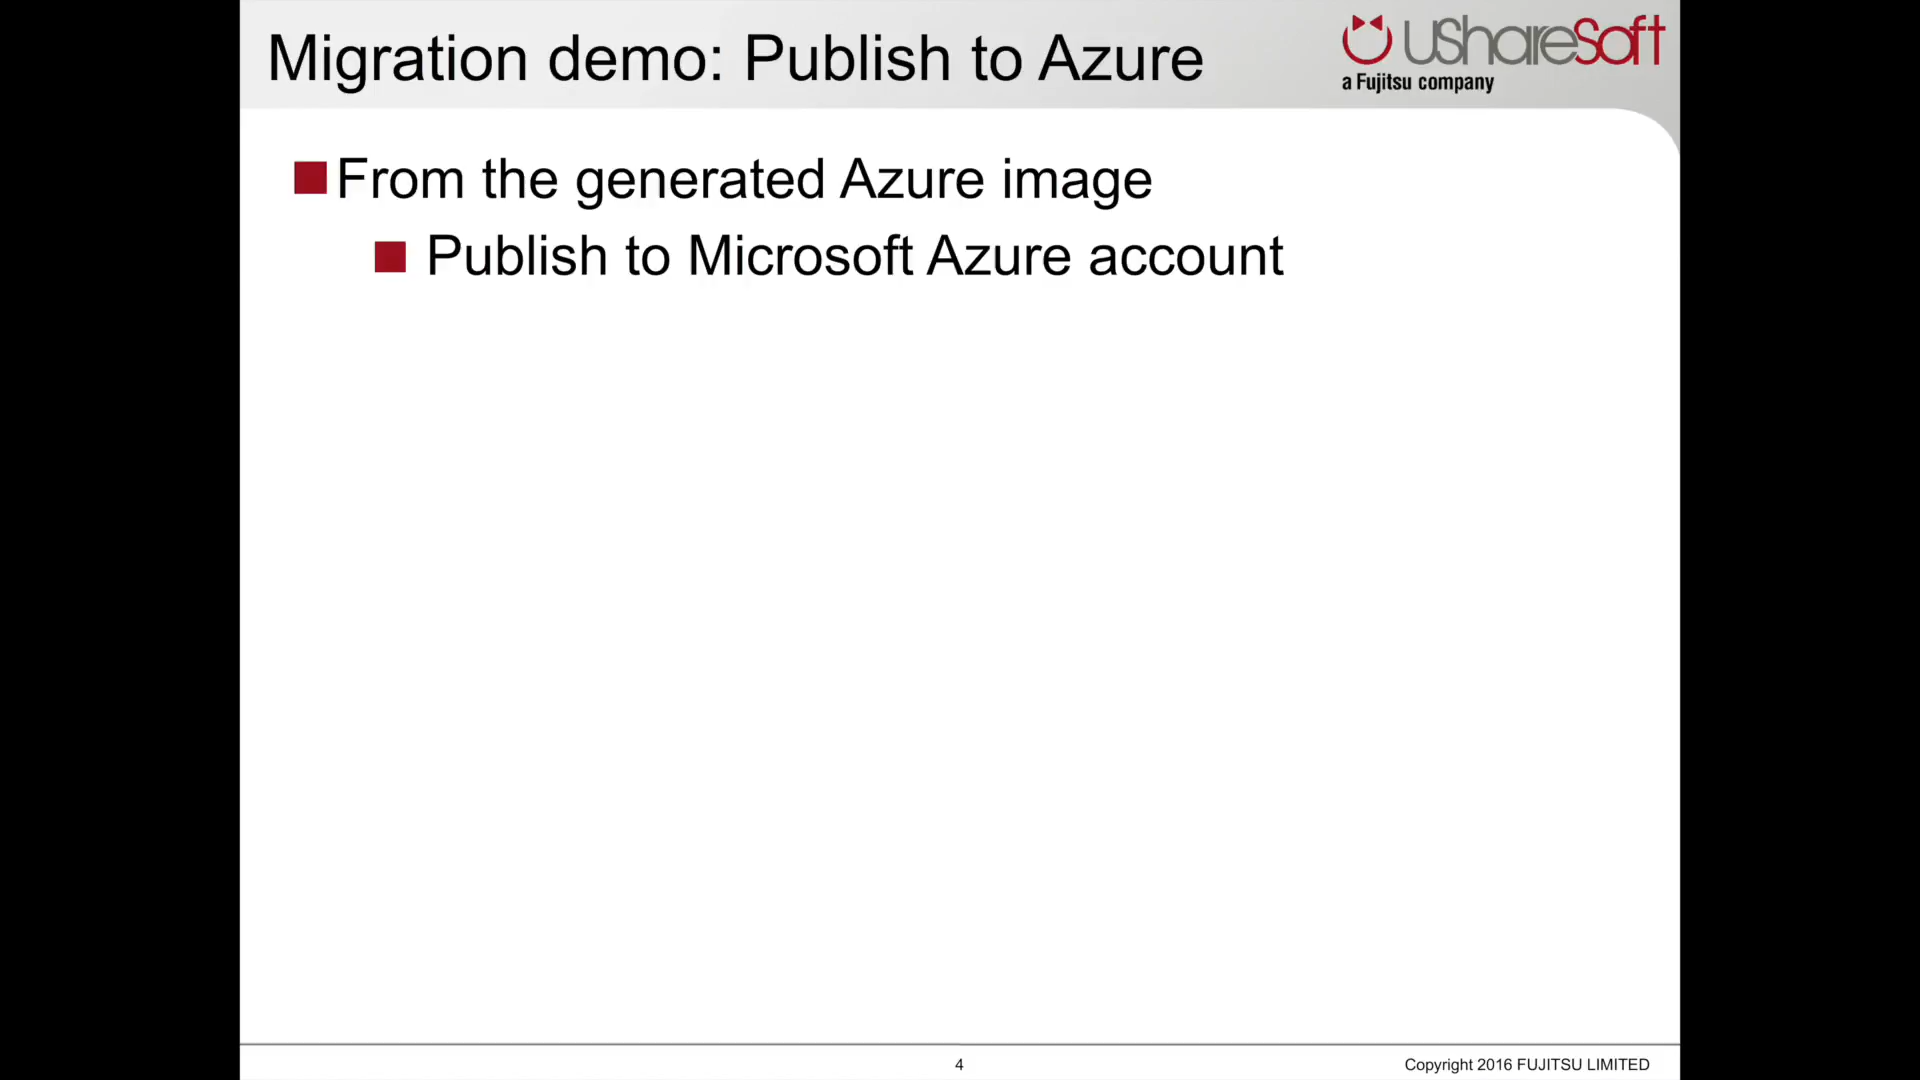 Migration demo: Publish to Azure
UShareSoft
a Fujitsu company
From the generated Azure image
Publish to Microsoft Azure account
4
Copyright 2016 FUJITSU LIMITED